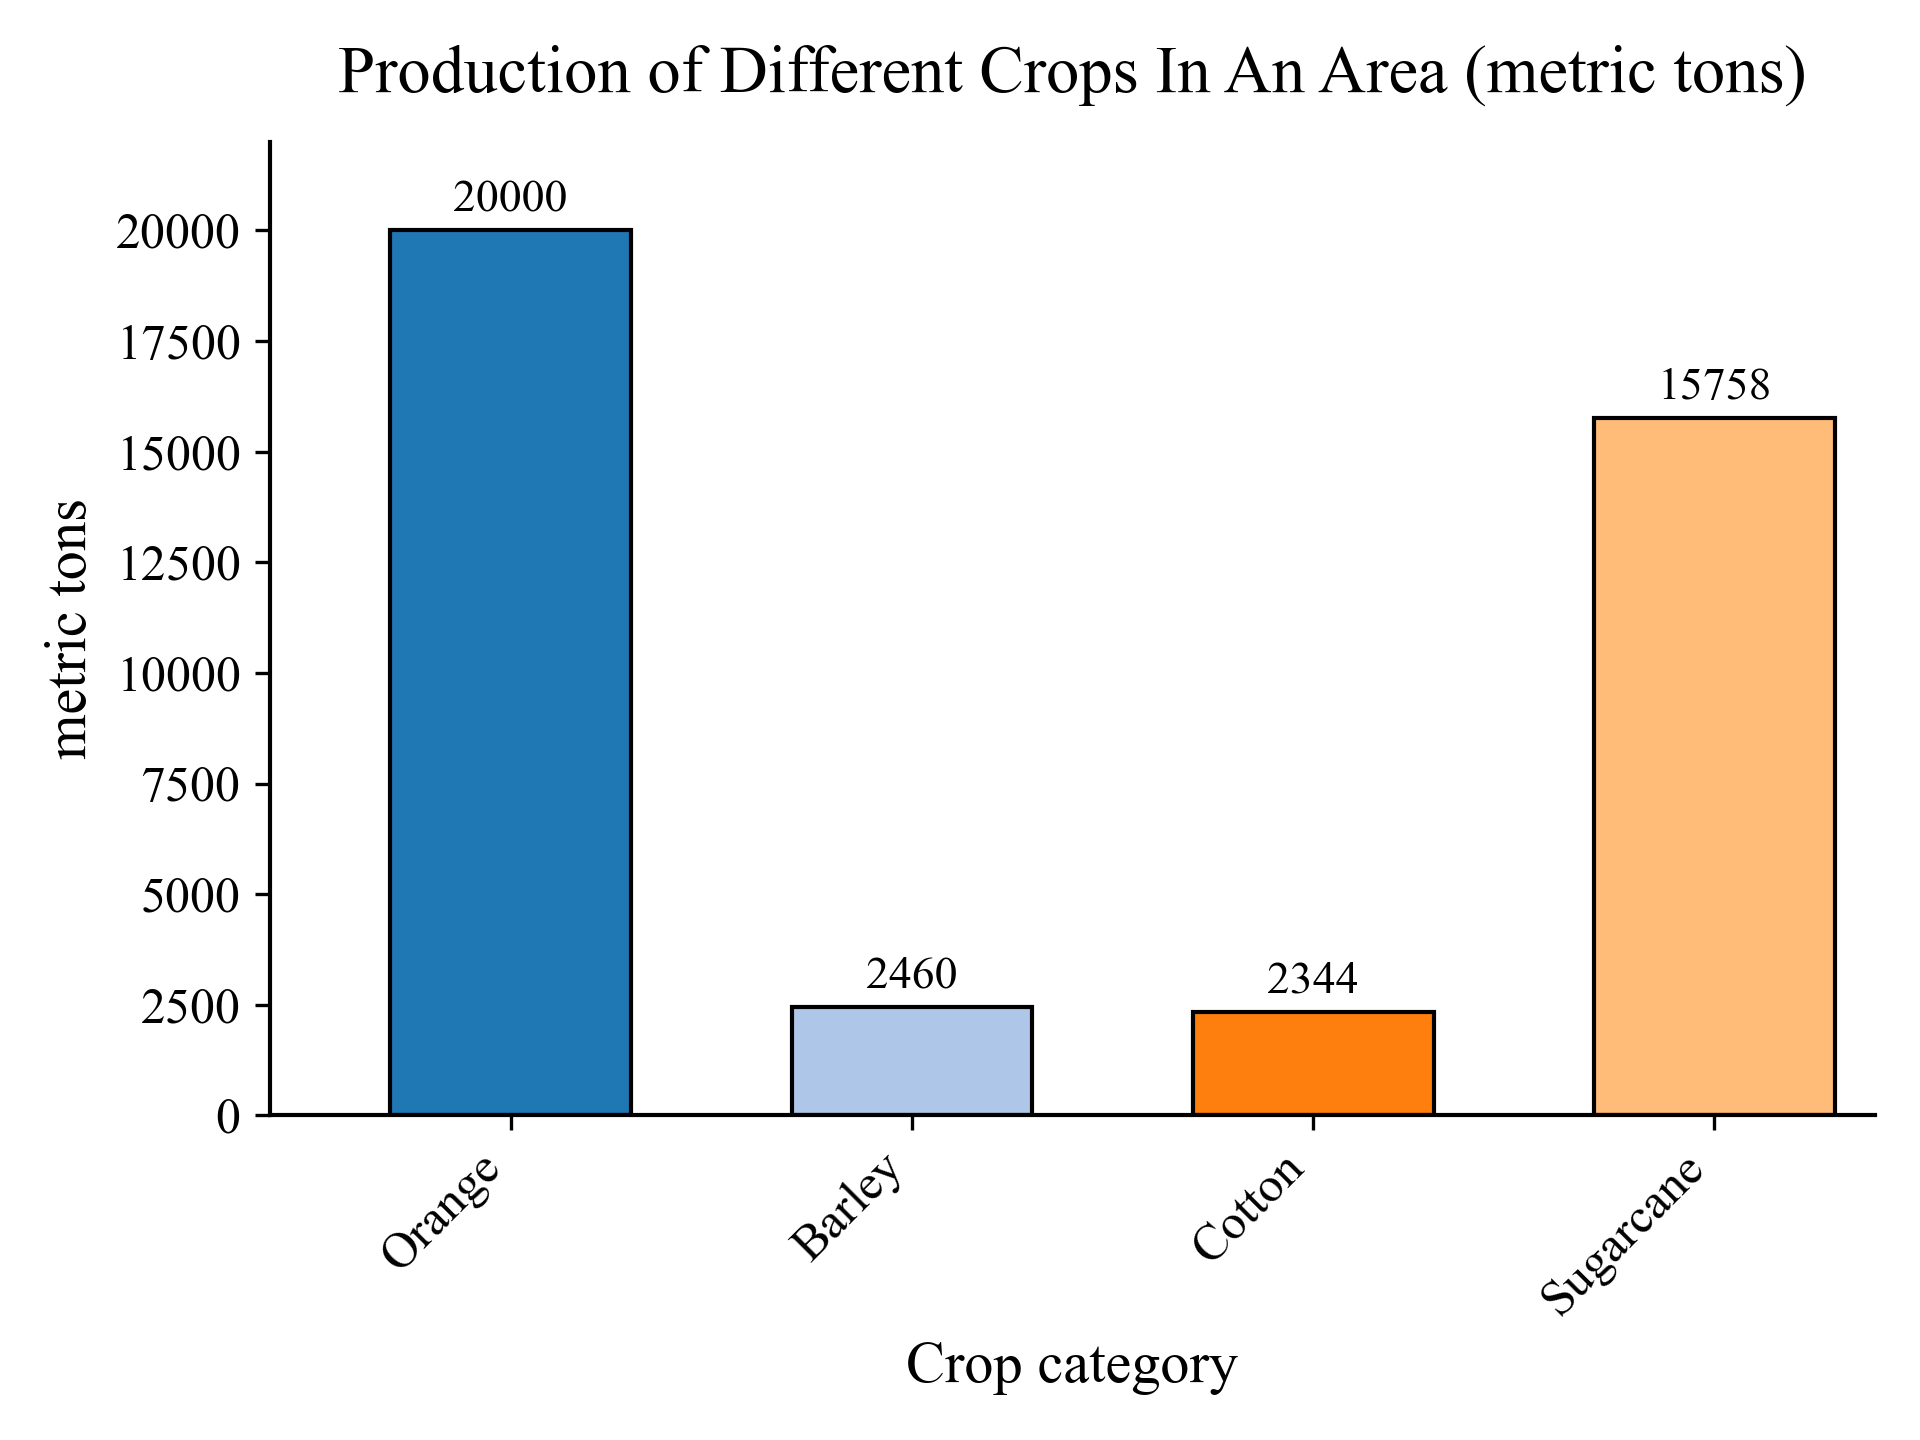 Production of Different Crops In An Area (metric tons)
20000
17500
15000
12500
10000
7500
5000
2500
0
metric tons
20000
2460
2344
15758
Orange
Barley
Cotton
Sugarcane
Crop category